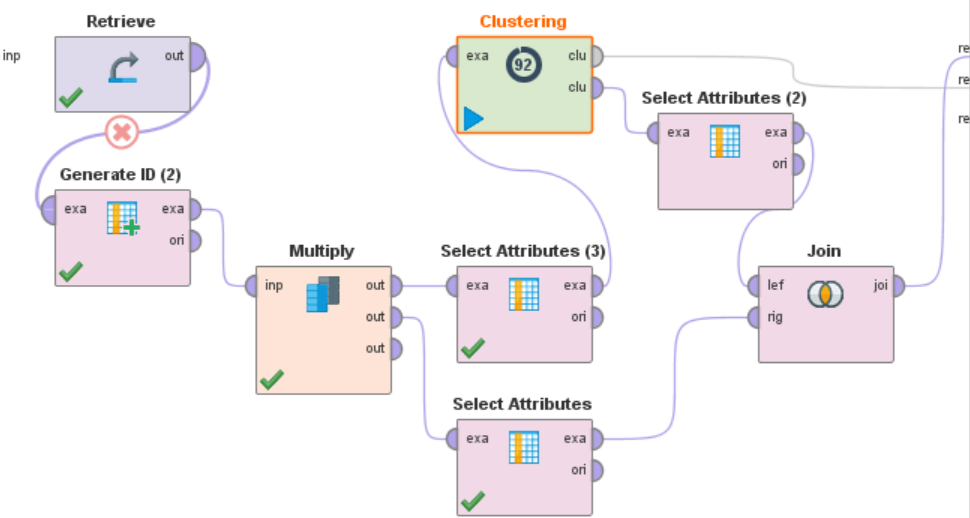 Retrieve
inp
out
Generate ID (2)
exa
exa
ori
Multiply
inp
out
out
out
Clustering
exa
92
clu
clu
Select Attributes (2)
exa
exa
ori
Select Attributes (3)
exa
exa
ori
Select Attributes
exa
exa
ori
Join
lef
rig
joi
re
re
re